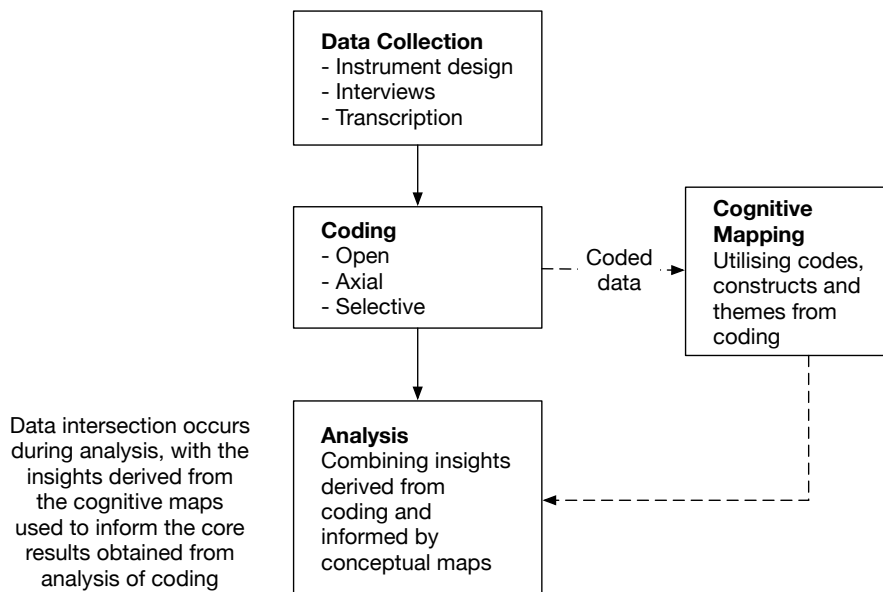 Data Collection
- Instrument design
- Interviews
- Transcription
Coding
- Open
- Axial
- Selective
Coded
data
Cognitive
Mapping
Utilising codes,
constructs and
themes from
coding
Data intersection occurs
during analysis, with the
insights derived from
the cognitive maps
used to inform the core
results obtained from
analysis of coding
Analysis
Combining insights
derived from
coding and
informed by
conceptual maps